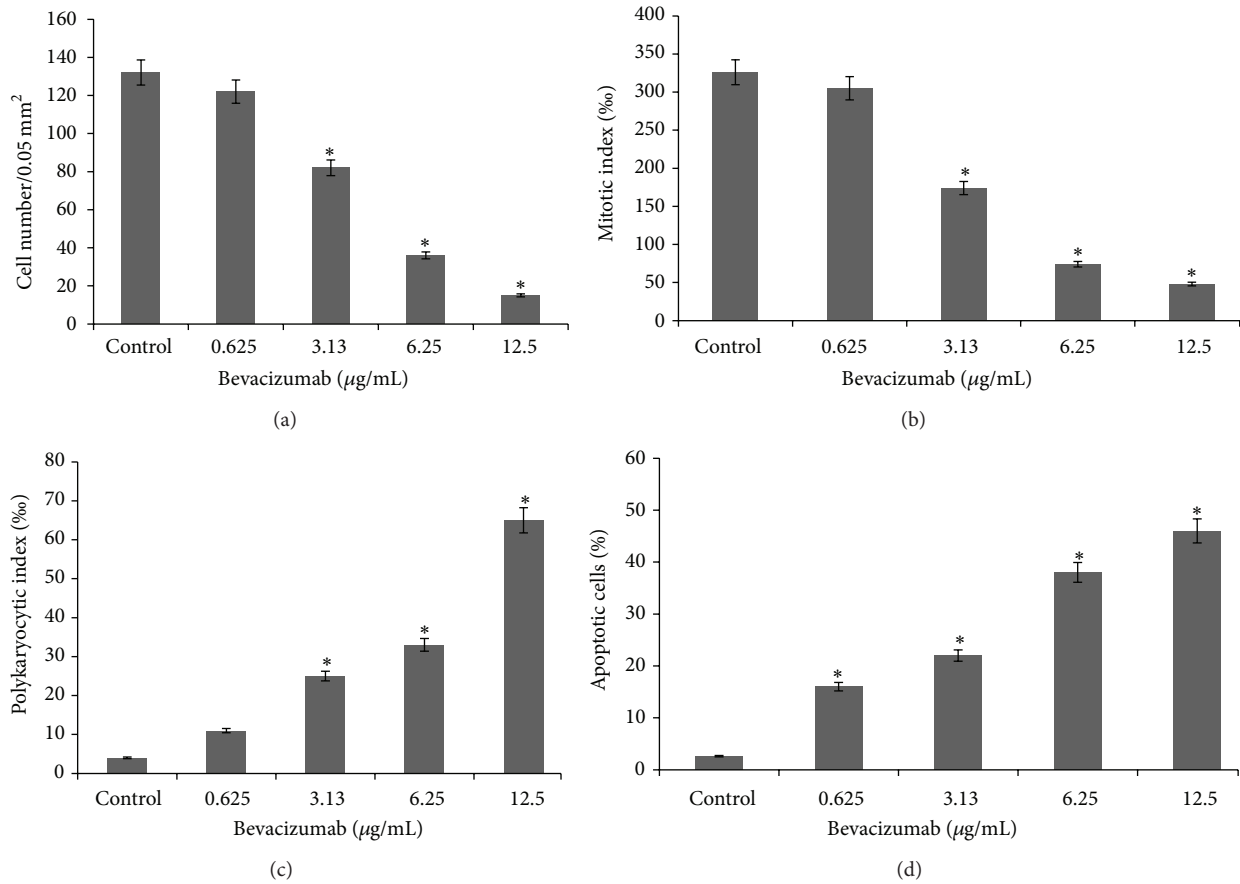 160
140
120
100
80
60
40
20
0
Cell number/0.05 mm²
*
*
*
Control 0.625 3.13 6.25 12.5
Bevacizumab (μg/mL)
(a)
400
350
300
250
200
150
100
50
0
Mitotic index (‰)
*
*
*
Control 0.625 3.13 6.25 12.5
Bevacizumab (μg/mL)
(b)
80
70
60
50
40
30
20
10
0
Polykaryocytic index (‰)
*
*
*
Control 0.625 3.13 6.25 12.5
Bevacizumab (μg/mL)
(c)
60
50
40
30
20
10
0
Apoptotic cells (%)
*
*
*
*
Control 0.625 3.13 6.25 12.5
Bevacizumab (μg/mL)
(d)